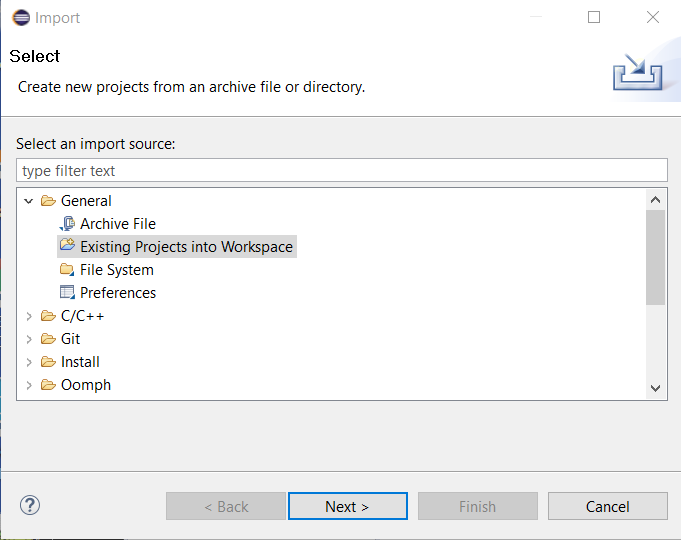 Import
Select
Create new projects from an archive file or directory.
Select an import source:
type filter text
General
Archive File
Existing Projects into Workspace
File System
Preferences
C/C++
Git
Install
Oomph
?
< Back
Next >
Finish
Cancel